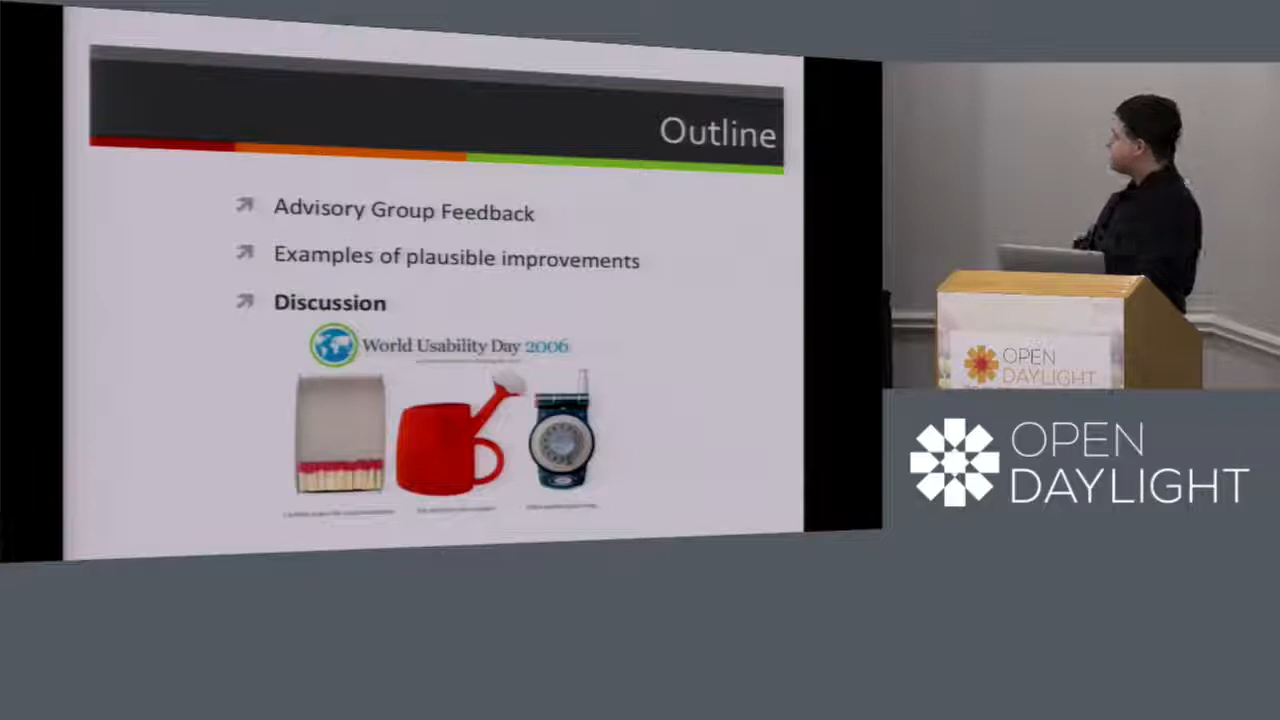 Outline
Advisory Group Feedback
Examples of plausible improvements
Discussion
World Usability Day 2006
OPEN
DAYLIGHT
OPEN
DAYLIGHT